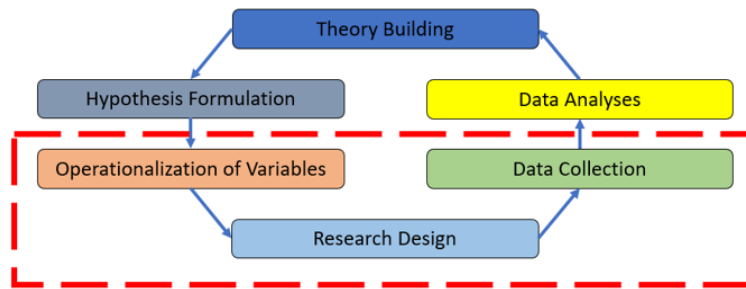 Theory Building
Hypothesis Formulation
Data Analyses
Operationalization of Variables
Data Collection
Research Design